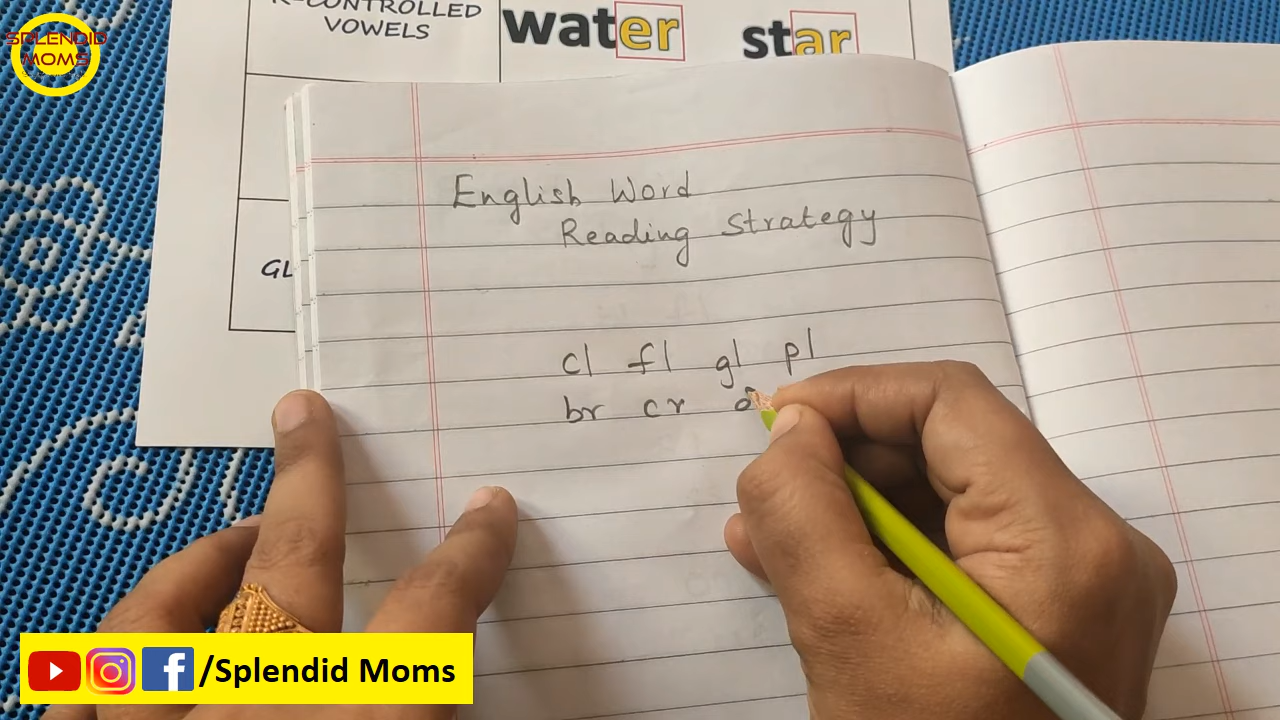 SPLENDID
MOMS
R-CONTROLLED
VOWELS
water star
GL
English Word
Reading Strategy
cl fl gl pl
br cr
/Splendid Moms